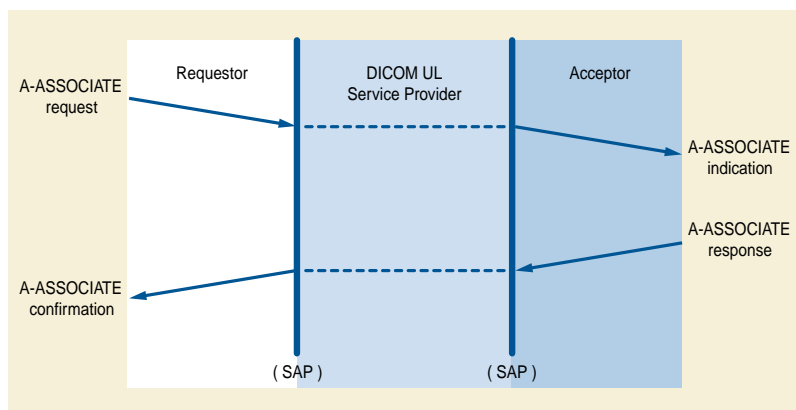 Requestor
DICOM UL
Service Provider
Acceptor
A-ASSOCIATE
request
A-ASSOCIATE
indication
A-ASSOCIATE
response
A-ASSOCIATE
confirmation
( SAP )
( SAP )